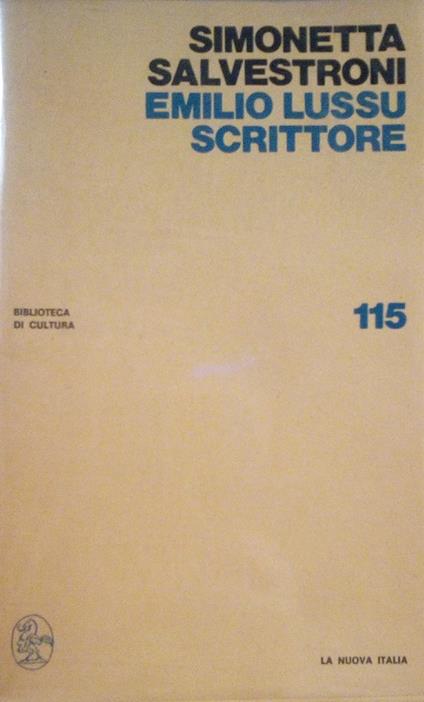 SIMONETTA
SALVESTRONI
EMILIO LUSSU
SCRITTORE
BIBLIOTECA
DI CULTURA
115
LA NUOVA ITALIA